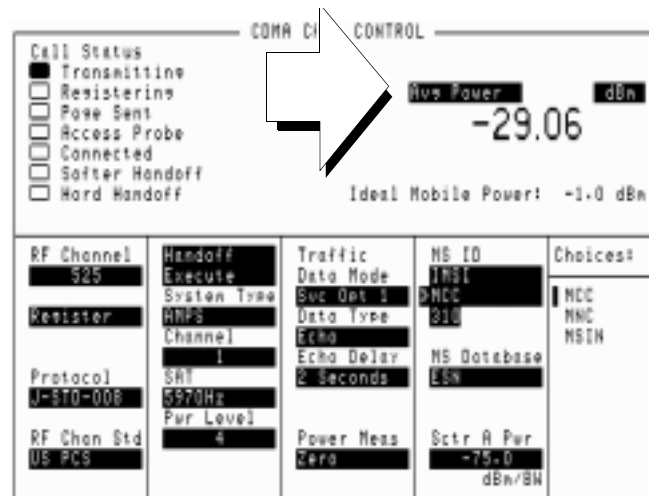 CDMA C CONTROL
Call Status
Transmitting
Registering
Page Sent
Access Probe
Connected
Softer Handoff
Hard Handoff
Avg Power dBm
-29.06
Ideal Mobile Power: -1.0 dBm
RF Channel
525
Register
Protocol
J-STD-008
RF Chan Std
US PCS
Handoff
Execute
System Type
AMPS
Channel
1
SAT
5970Hz
Pwr Level
4
Traffic
Data Mode
Svc Opt 1
Data Type
Echo
Echo Delay
2 Seconds
Power Meas
Zero
MS ID
IMSI
MCC
310
MS Database
ESN
Sctr A Pwr
-75.0
dBm/BW
Choices:
MCC
MNC
MSIN